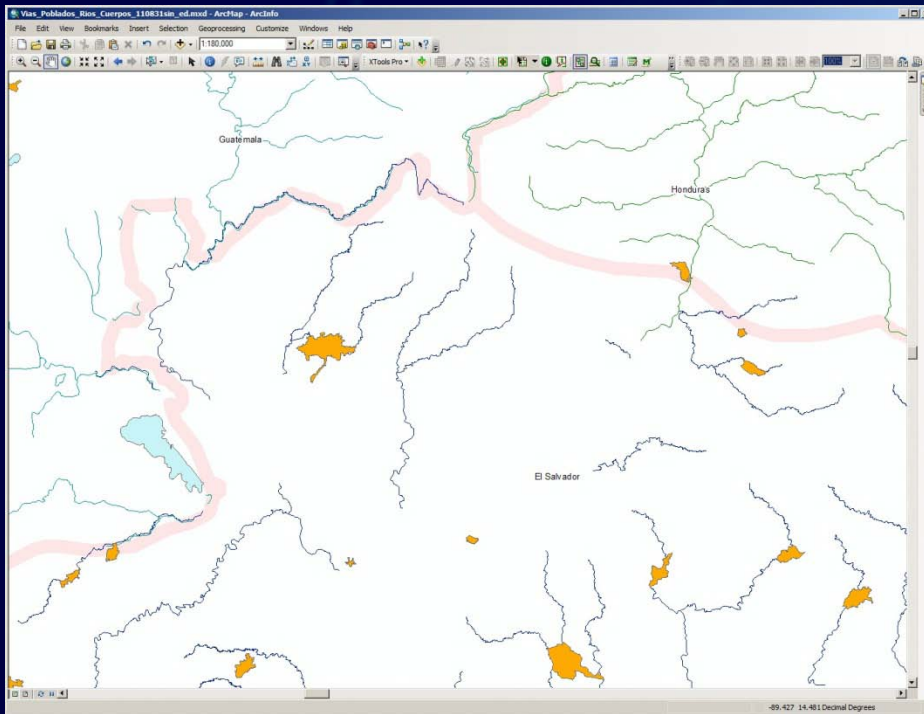 Vias_Poblados_Rios_Cuerpos_110831sin_ed.mxd - ArcMap - ArcInfo
File Edit View Bookmarks Insert Selection Geoprocessing Customize Windows Help
1:180,000
XTools Pro
100%
Guatemala
Honduras
El Salvador
-89.427 14.481 Decimal Degrees